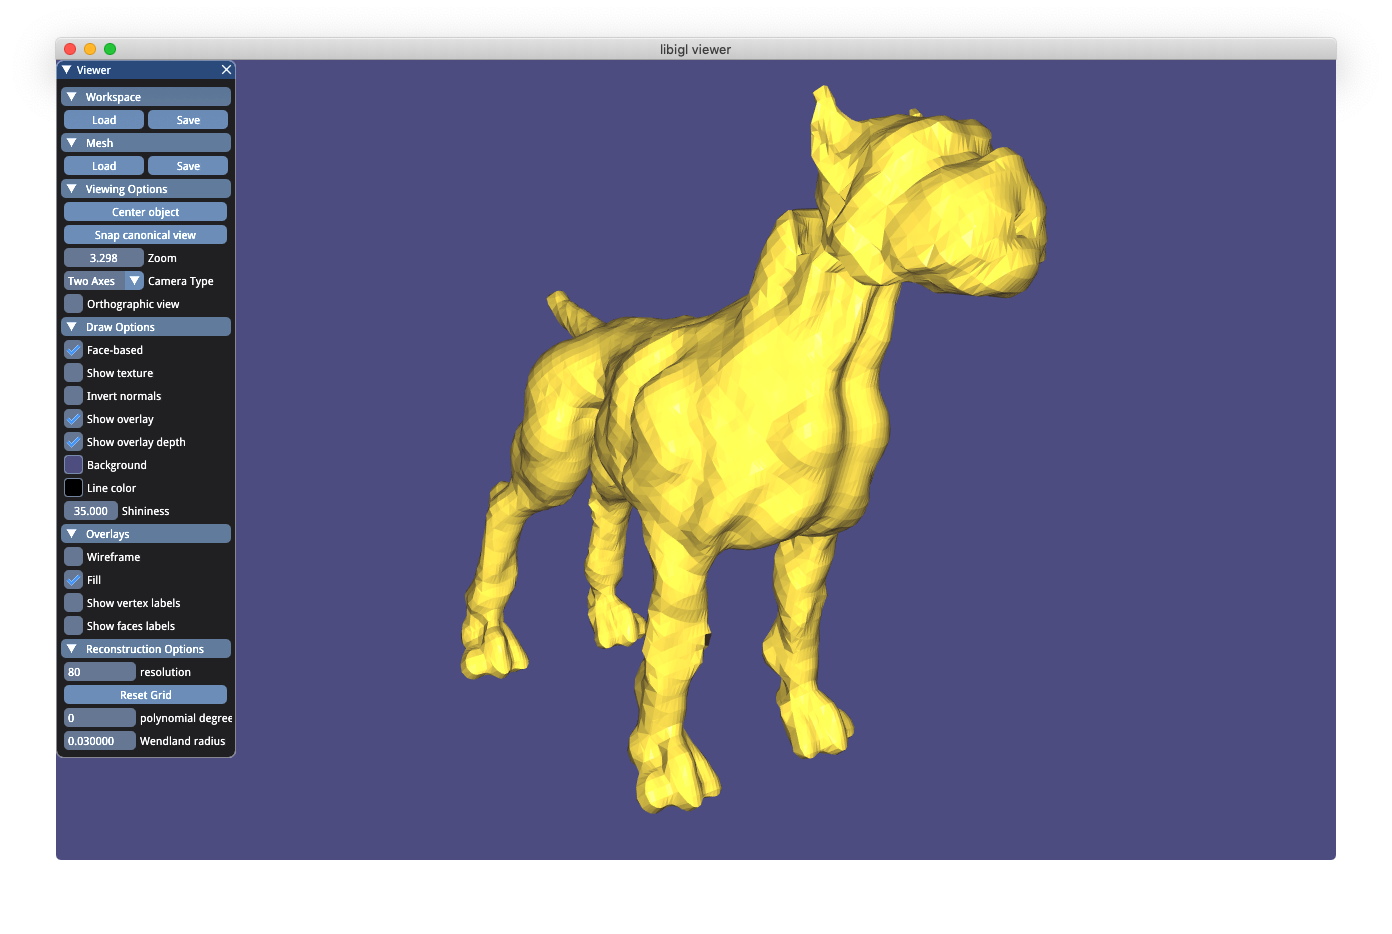 libigl viewer
Viewer
Workspace
Load Save
Mesh
Load Save
Viewing Options
Center object
Snap canonical view
3.298 Zoom
Two Axes Camera Type
Orthographic view
Draw Options
Face-based
Show texture
Invert normals
Show overlay
Show overlay depth
Background
Line color
35.000 Shininess
Overlays
Wireframe
Fill
Show vertex labels
Show faces labels
Reconstruction Options
80 resolution
Reset Grid
0 polynomial degree
0.030000 Wendland radius